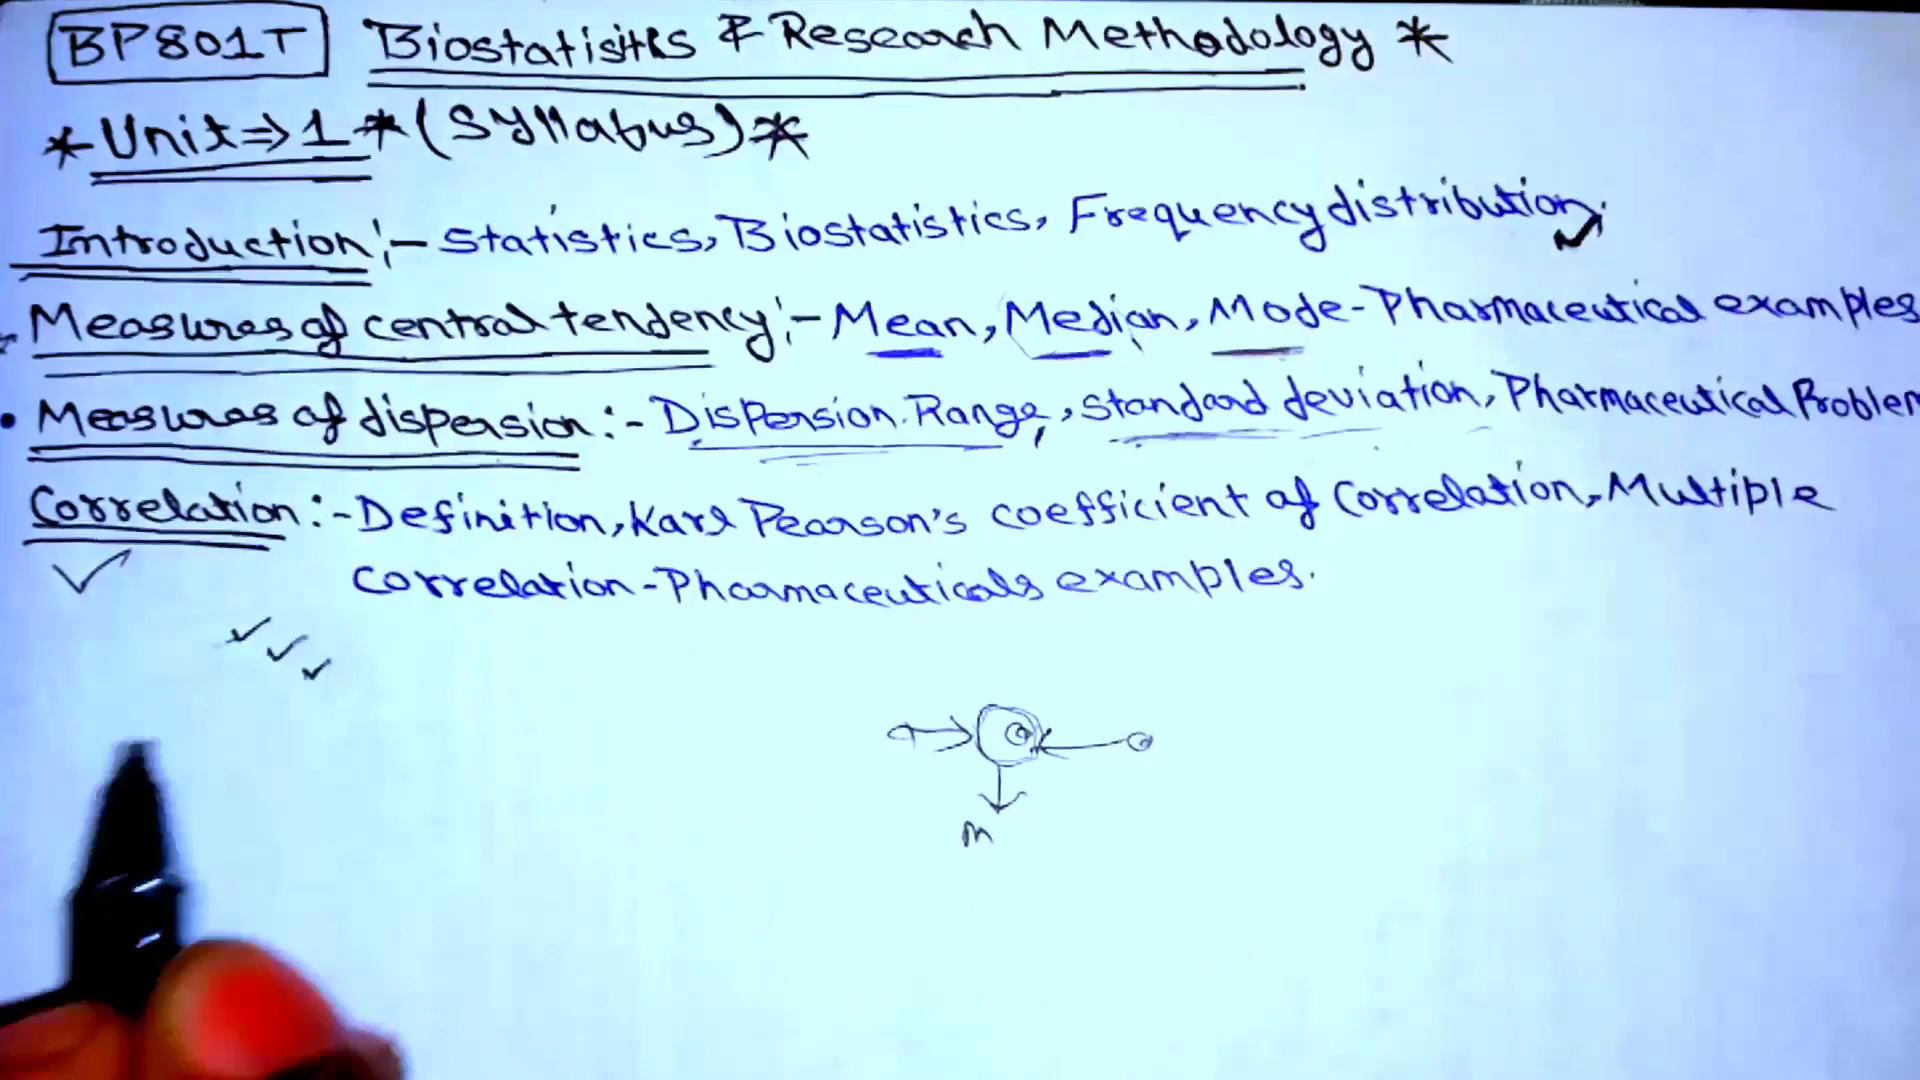 BP801T Biostatisitcs & Research Methodology *
* Unit⇒1 * (Syllabus) *
Introduction:- Statistics, Biostatistics, Frequency distribution.
Measures of central tendency:- Mean, Median, Mode-Pharmaceutical examples
• Measures of dispersion:- Dispersion. Range, Standard deviation, Pharmaceutical Problem
Correlation:- Definition, Karl Pearson's coefficient of Correlation, Multiple
Correlation-Pharmaceuticals examples.
m